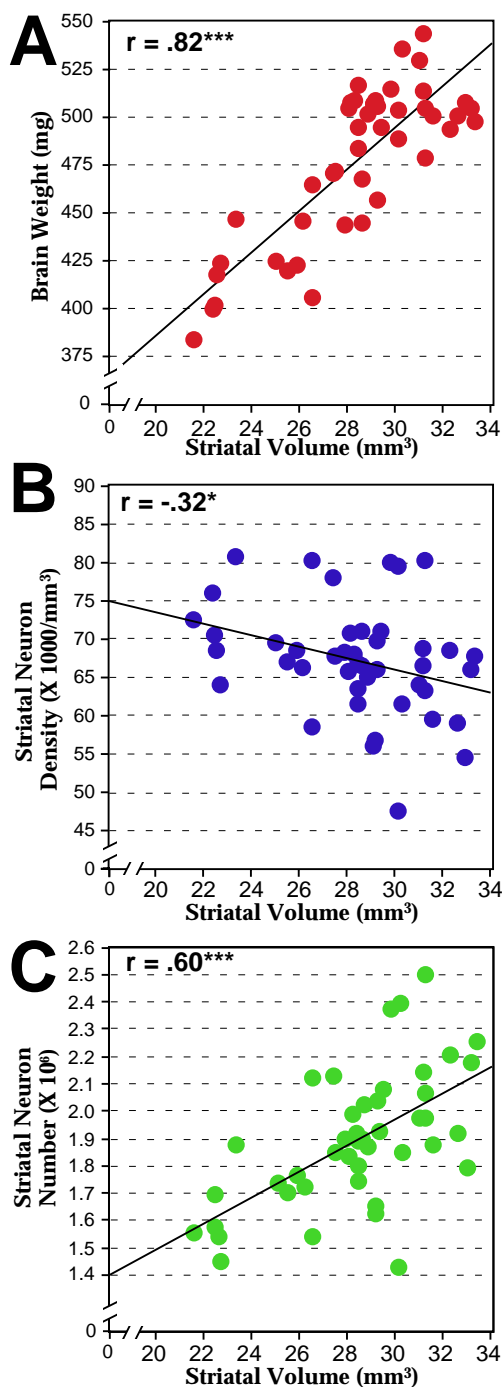 A
r = .82***
Brain Weight (mg)
550
525
500
475
450
425
400
375
0
0 20 22 24 26 28 30 32 34
Striatal Volume (mm³)
B
r = -.32*
Striatal Neuron
Density (X 1000/mm³)
90
85
80
75
70
65
60
55
50
45
0
0 20 22 24 26 28 30 32 34
Striatal Volume (mm³)
C
r = .60***
Striatal Neuron
Number (X 10⁶)
2.6
2.5
2.4
2.3
2.2
2.1
2.0
1.9
1.8
1.7
1.6
1.5
1.4
0
0 20 22 24 26 28 30 32 34
Striatal Volume (mm³)